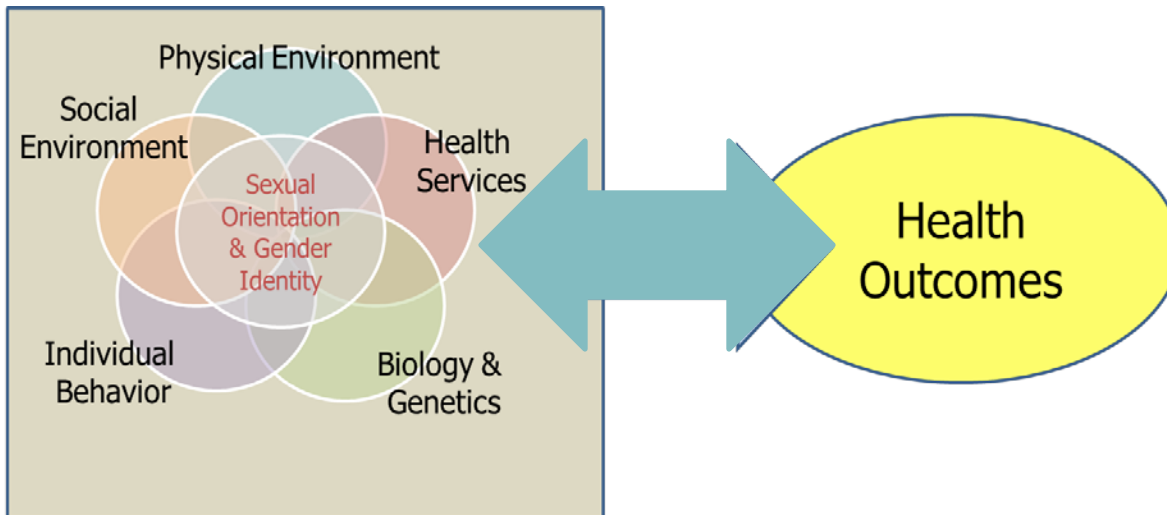 Physical Environment
Social
Environment
Health
Services
Sexual
Orientation
& Gender
Identity
Individual
Behavior
Biology &
Genetics
Health
Outcomes